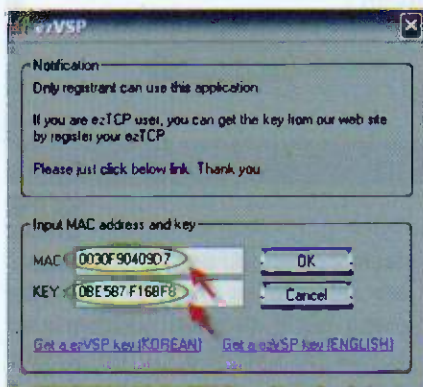 ezVSP
Notification
Only registrant can use this application.
If you are ezTCP user, you can get the key from our web site
by register your ezTCP
Please just click below link. Thank you.
Input MAC address and key
MAC : 0030F90409D7
OK
KEY : 0BE587-F168F8
Cancel
Get a ezVSP key (KOREAN)
Get a ezVSP key (ENGLISH)